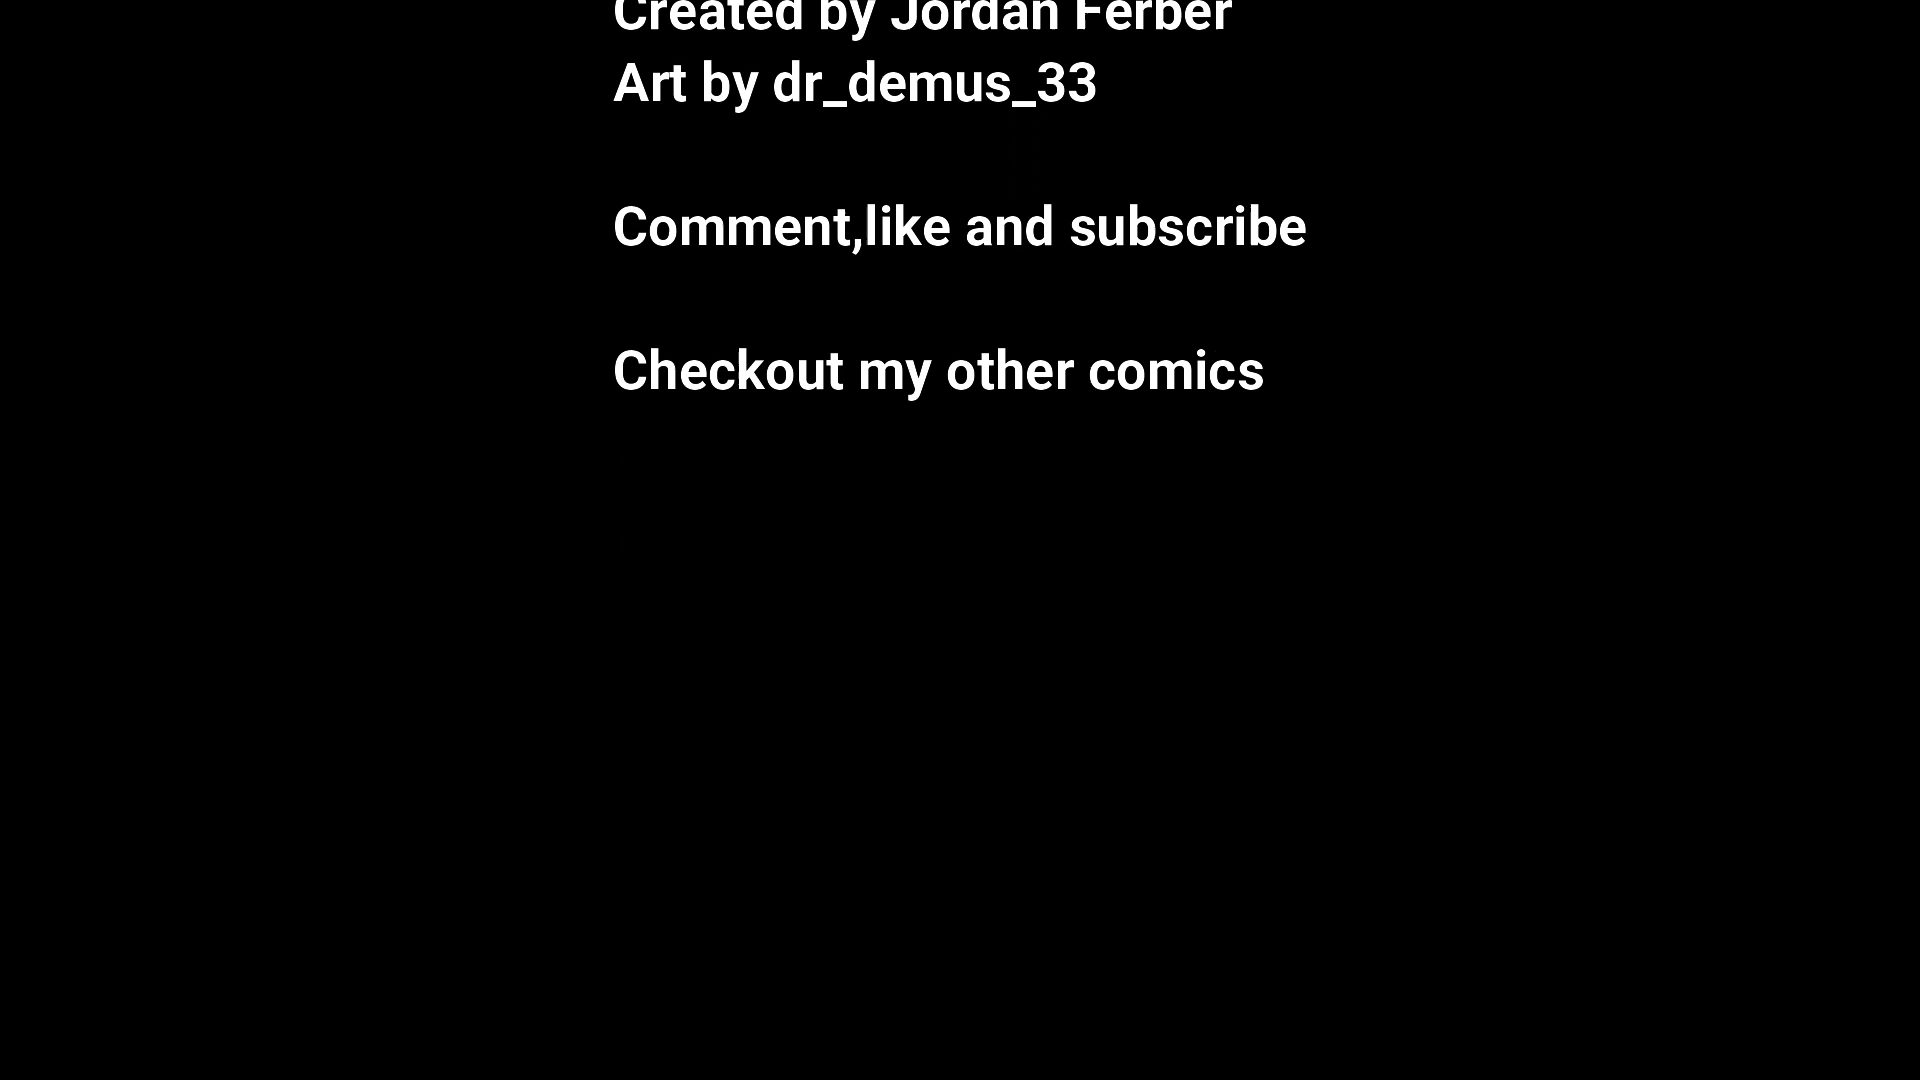 Created by Jordan Ferber
Art by dr_demus_33
Comment,like and subscribe
Checkout my other comics